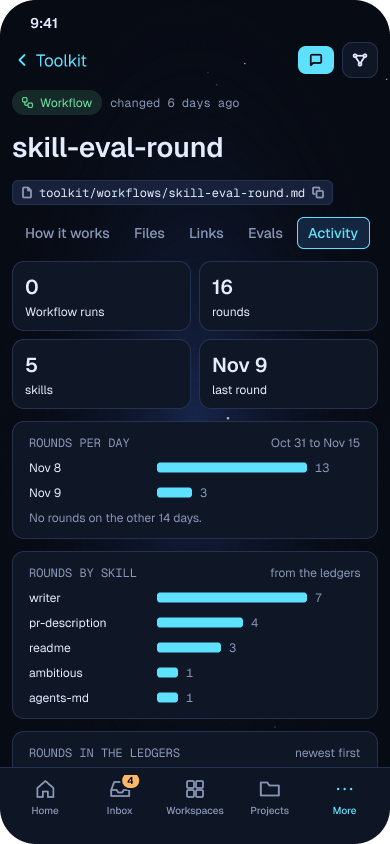 9:41
Toolkit
Workflow changed 6 days ago
skill-eval-round
toolkit/workflows/skill-eval-round.md
How it works Files Links Evals Activity
0
Workflow runs
16
rounds
5
skills
Nov 9
last round
ROUNDS PER DAY Oct 31 to Nov 15
Nov 8 13
Nov 9 3
No rounds on the other 14 days.
ROUNDS BY SKILL from the ledgers
writer 7
pr-description 4
readme 3
ambitious 1
agents-md 1
ROUNDS IN THE LEDGERS newest first
4
Home Inbox Workspaces Projects More